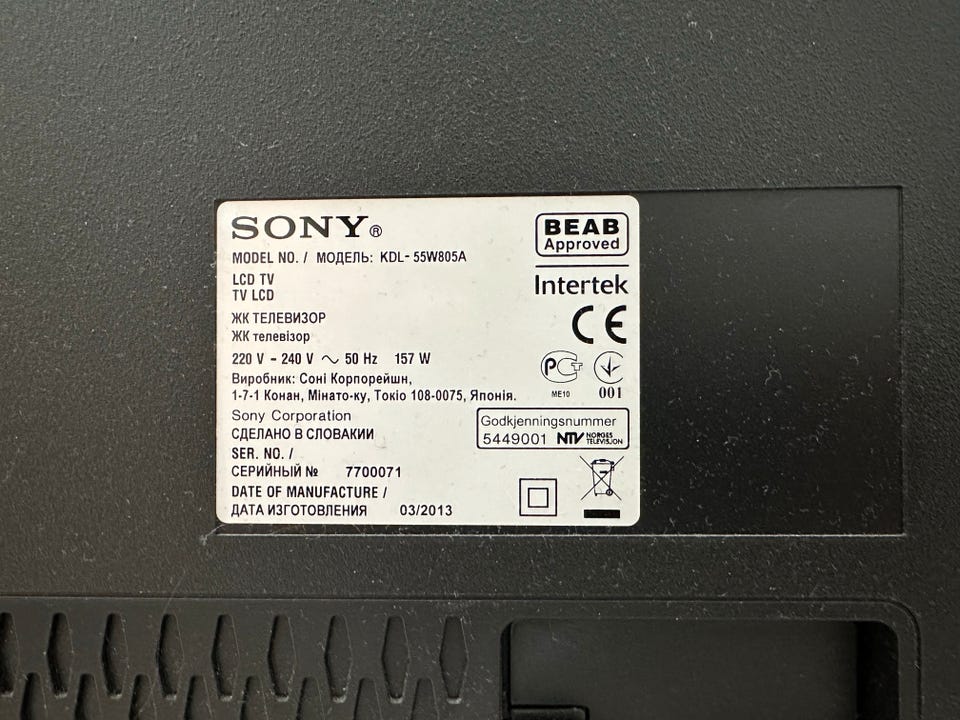 SONY®
BEAB
Approved
MODEL NO. / МОДЕЛЬ: KDL-55W805A
LCD TV
TV LCD
Intertek
CE
ЖК ТЕЛЕВИЗОР
ЖК телевізор
220 V - 240 V ~ 50 Hz 157 W
Виробник: Соні Корпорейшн,
1-7-1 Конан, Мінато-ку, Токіо 108-0075, Японія.
РСТ
ME10
001
Sony Corporation
СДЕЛАНО В СЛОВАКИИ
Godkjenningsnummer
5449001 NTV NORGES TELEVISJON
SER. NO. /
СЕРИЙНЫЙ № 7700071
DATE OF MANUFACTURE /
ДАТА ИЗГОТОВЛЕНИЯ 03/2013